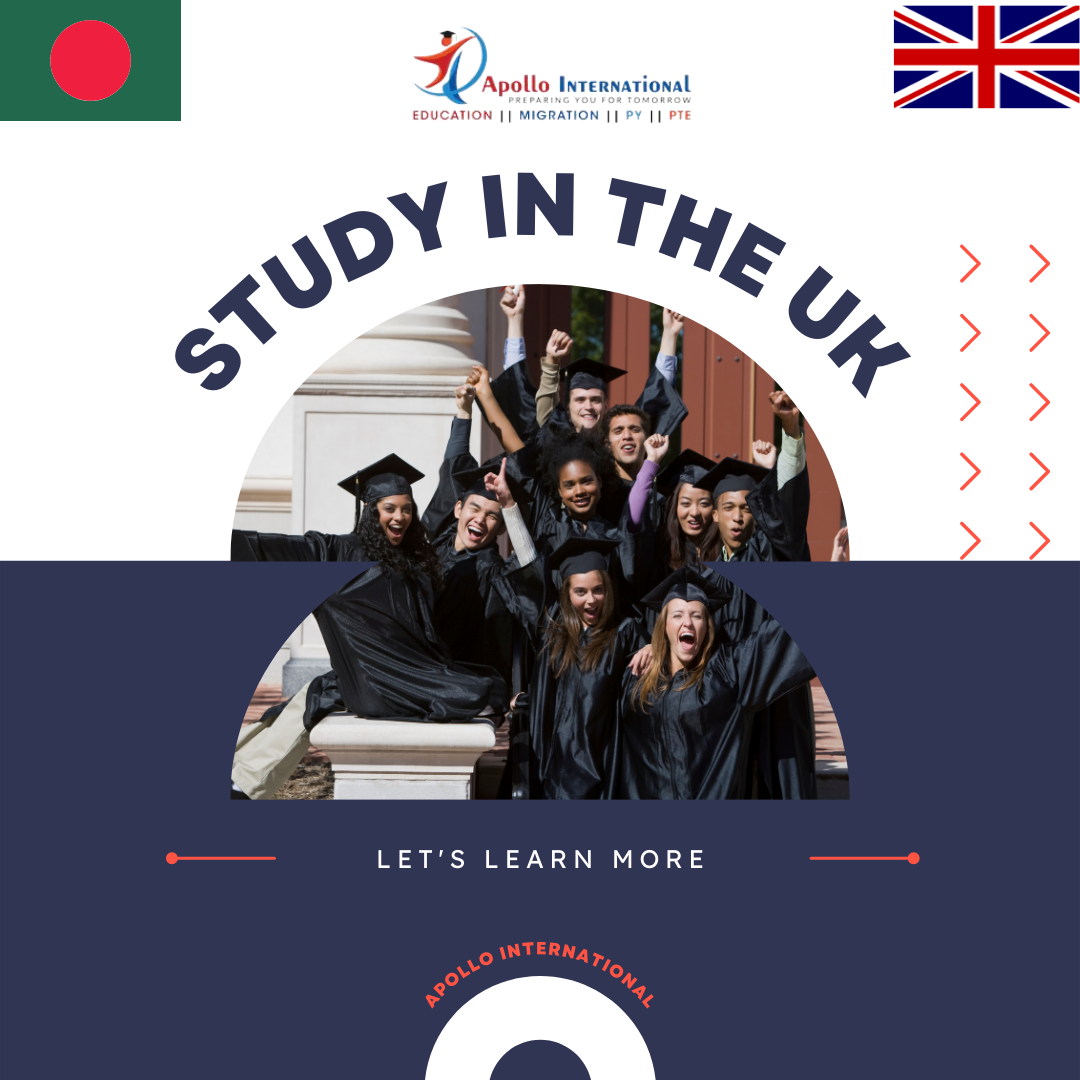 Apollo International
PREPARING YOU FOR TOMORROW
EDUCATION || MIGRATION || PY || PTE
STUDY IN THE UK
LET'S LEARN MORE
APOLLO INTERNATIONAL